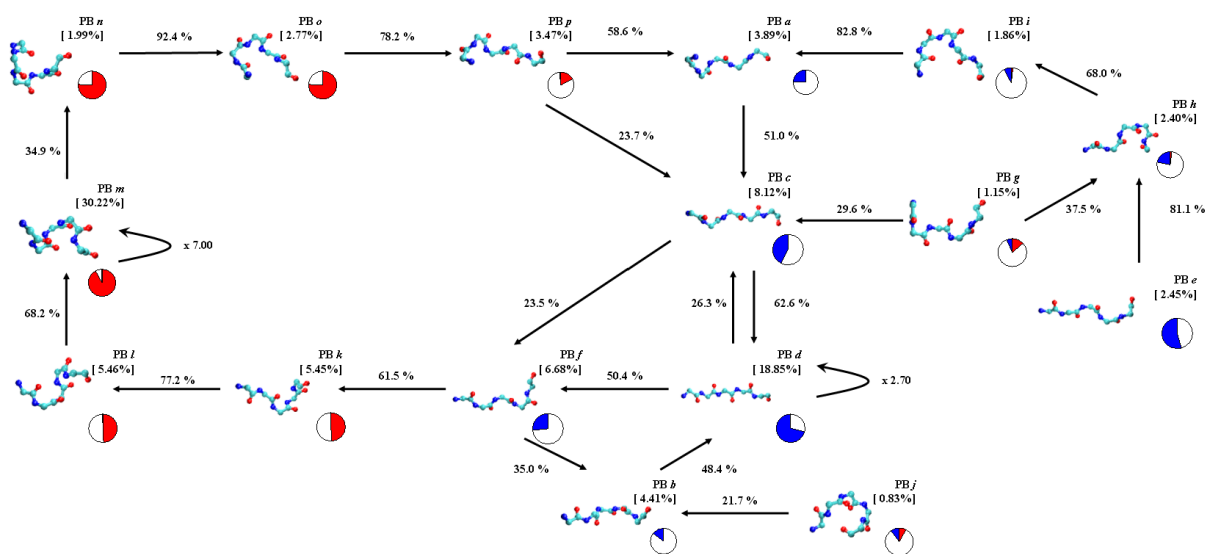 PB n
[ 1.99%]
92.4 %
PB o
[ 2.77%]
78.2 %
PB p
[ 3.47%]
58.6 %
PB a
[ 3.89%]
82.8 %
PB i
[ 1.86%]
68.0 %
PB h
[ 2.40%]
34.9 %
23.7 %
51.0 %
PB m
[ 30.22%]
x 7.00
PB c
[ 8.12%]
29.6 %
PB g
[ 1.15%]
37.5 %
81.1 %
PB e
[ 2.45%]
68.2 %
23.5 %
26.3 %
62.6 %
PB l
[ 5.46%]
77.2 %
PB k
[ 5.45%]
61.5 %
PB f
[ 6.68%]
50.4 %
PB d
[ 18.85%]
x 2.70
35.0 %
48.4 %
PB b
[ 4.41%]
21.7 %
PB j
[ 0.83%]